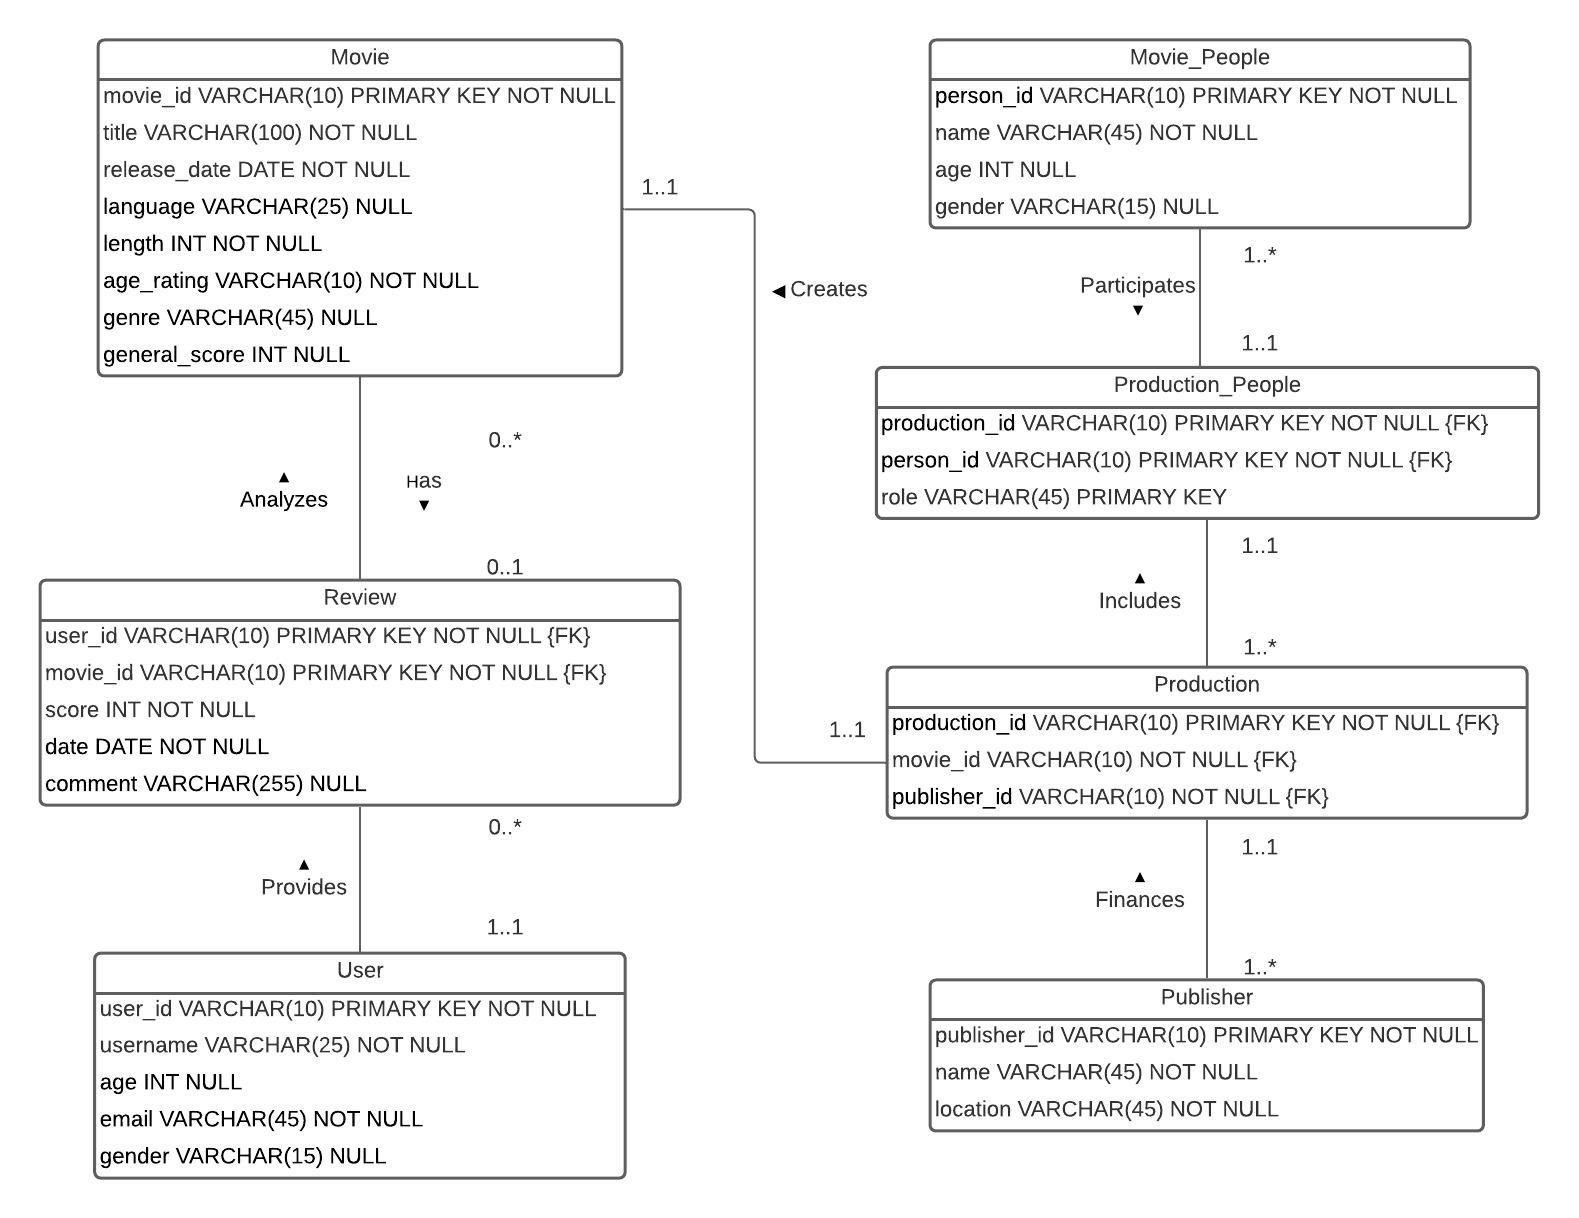 Movie
movie_id VARCHAR(10) PRIMARY KEY NOT NULL
title VARCHAR(100) NOT NULL
release_date DATE NOT NULL
language VARCHAR(25) NULL
length INT NOT NULL
age_rating VARCHAR(10) NOT NULL
genre VARCHAR(45) NULL
general_score INT NULL
Movie_People
person_id VARCHAR(10) PRIMARY KEY NOT NULL
name VARCHAR(45) NOT NULL
age INT NULL
gender VARCHAR(15) NULL
1..1
◄ Creates
1..1
1..*
Participates
▼
1..1
Production_People
production_id VARCHAR(10) PRIMARY KEY NOT NULL {FK}
person_id VARCHAR(10) PRIMARY KEY NOT NULL {FK}
role VARCHAR(45) PRIMARY KEY
0..*
▲
Analyzes
Has
▼
0..1
1..1
▲
Includes
1..*
Review
user_id VARCHAR(10) PRIMARY KEY NOT NULL {FK}
movie_id VARCHAR(10) PRIMARY KEY NOT NULL {FK}
score INT NOT NULL
date DATE NOT NULL
comment VARCHAR(255) NULL
Production
production_id VARCHAR(10) PRIMARY KEY NOT NULL {FK}
movie_id VARCHAR(10) NOT NULL {FK}
publisher_id VARCHAR(10) NOT NULL {FK}
0..*
▲
Provides
1..1
1..1
▲
Finances
1..*
User
user_id VARCHAR(10) PRIMARY KEY NOT NULL
username VARCHAR(25) NOT NULL
age INT NULL
email VARCHAR(45) NOT NULL
gender VARCHAR(15) NULL
Publisher
publisher_id VARCHAR(10) PRIMARY KEY NOT NULL
name VARCHAR(45) NOT NULL
location VARCHAR(45) NOT NULL